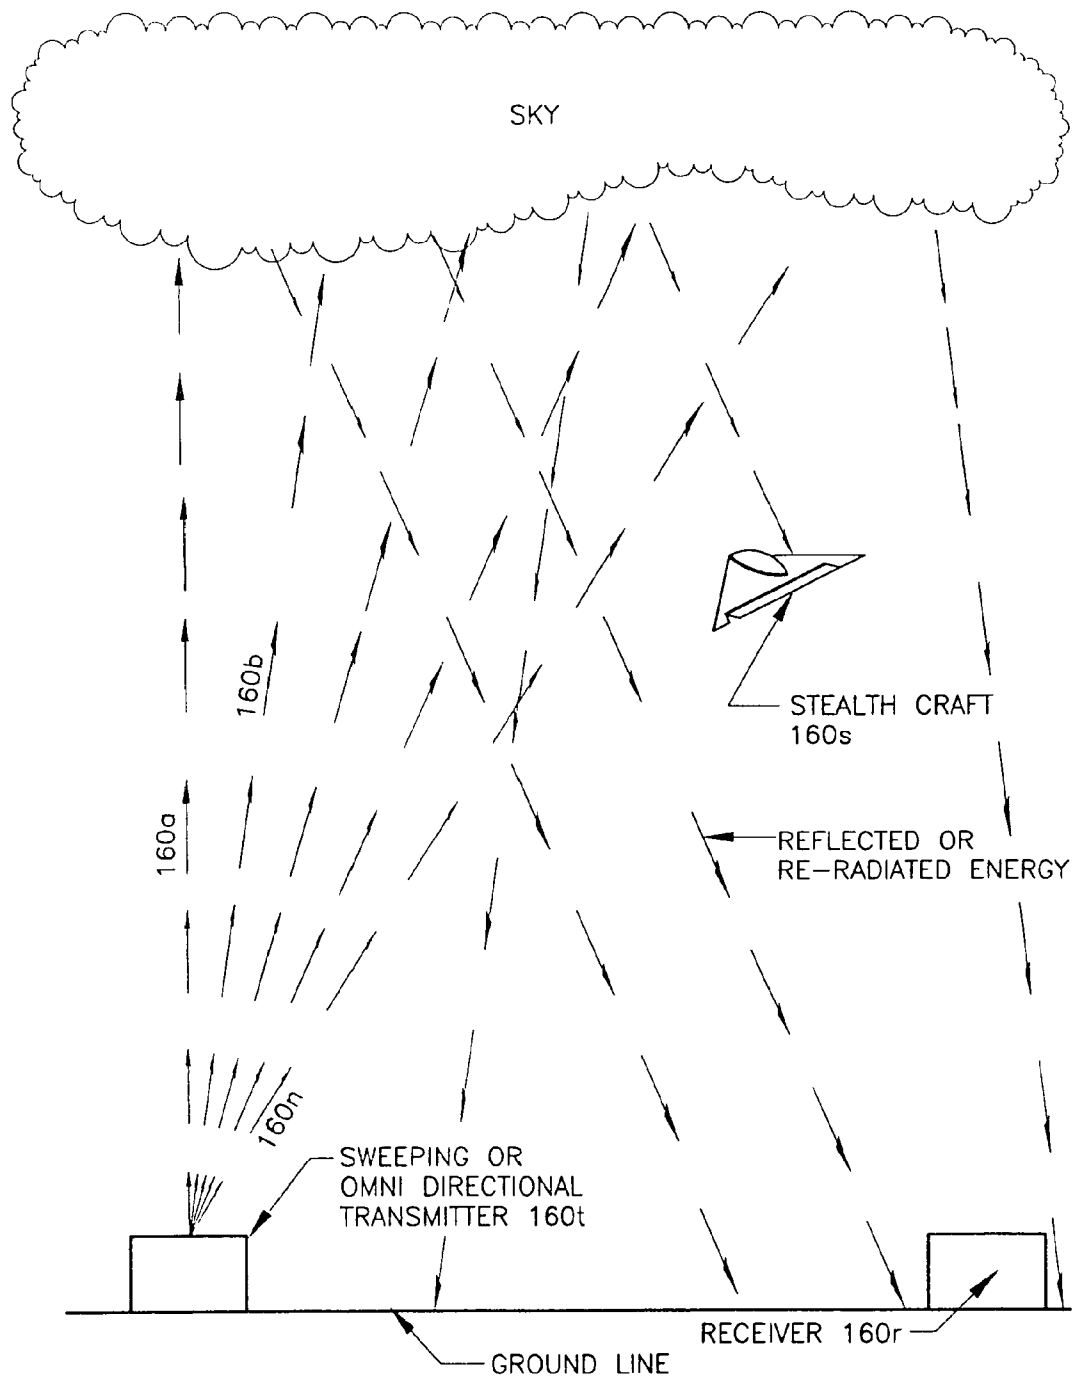 SKY
160b
STEALTH CRAFT
160s
160a
REFLECTED OR
RE-RADIATED ENERGY
160n
SWEEPING OR
OMNI DIRECTIONAL
TRANSMITTER 160t
RECEIVER 160r
GROUND LINE